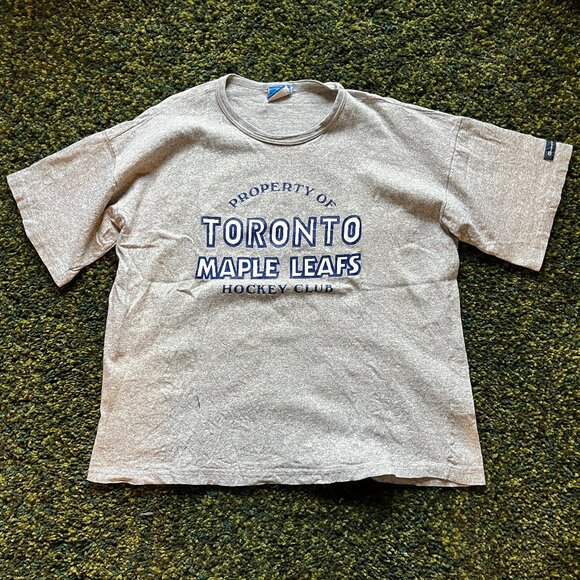 PROPERTY OF
TORONTO
MAPLE LEAFS
HOCKEY CLUB